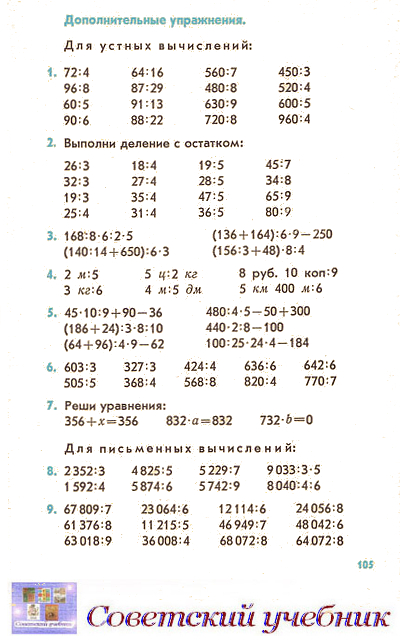 Дополнительные упражнения.
Для устных вычислений:
1. 72:4 64:16 560:7 450:3
96:8 87:29 480:8 520:4
60:5 91:13 630:9 600:5
90:6 88:22 720:8 960:4
2. Выполни деление с остатком:
26:3 18:4 19:5 45:7
32:3 27:4 28:5 34:8
19:3 35:4 47:5 65:9
25:4 31:4 36:5 80:9
3. 168:8·6:2·5 (136+164):6·9−250
(140:14+650):6·3 (156:3+48)·8:4
4. 2 м:5 5 ц:2 кг 8 руб. 10 коп:9
3 кг:6 4 м:5 дм 5 км 400 м:6
5. 45·10:9+90−36 480:4·5−50+300
(186+24):3·8:10 440·2:8−100
(64+96):4·9−62 100:25·24·4−184
6. 603:3 327:3 424:4 636:6 642:6
505:5 368:4 568:8 820:4 770:7
7. Реши уравнения:
356+x=356 832·a=832 732·b=0
Для письменных вычислений:
8. 2352:3 4825:5 5229:7 9033:3·5
1592:4 5874:6 5742:9 8040:4:6
9. 67809:7 23064:6 12114:6 24056:8
61376:8 11215:5 46949:7 48042:6
63018:9 36008:4 68072:8 64072:8
105
Советский учебник
Советский учебник